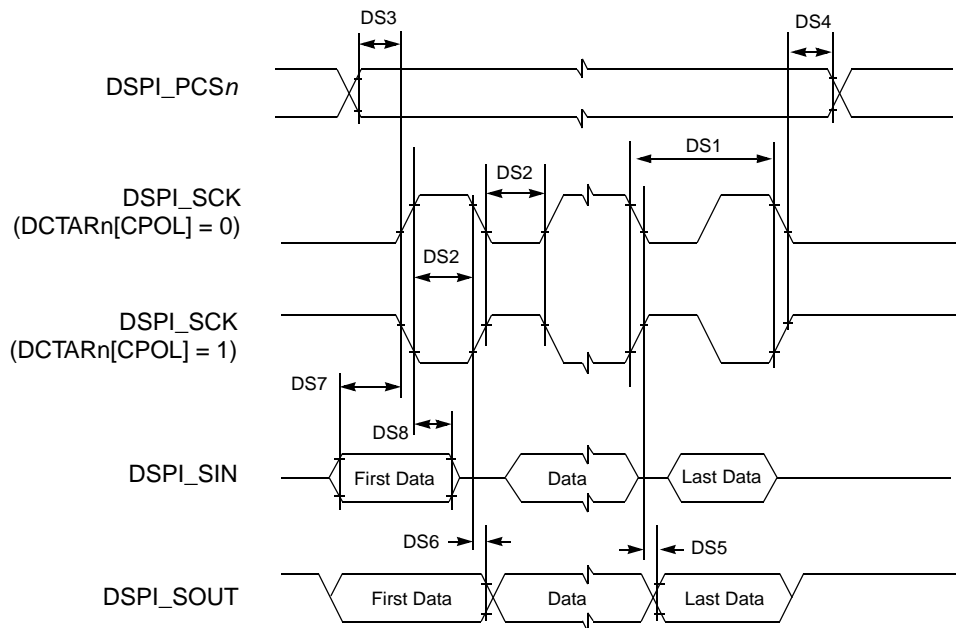 DS3
DS4
DSPI_PCSn
DS1
DS2
DSPI_SCK
(DCTARn[CPOL] = 0)
DS2
DSPI_SCK
(DCTARn[CPOL] = 1)
DS7
DS8
DSPI_SIN
First Data
Data
Last Data
DS6
DS5
DSPI_SOUT
First Data
Data
Last Data